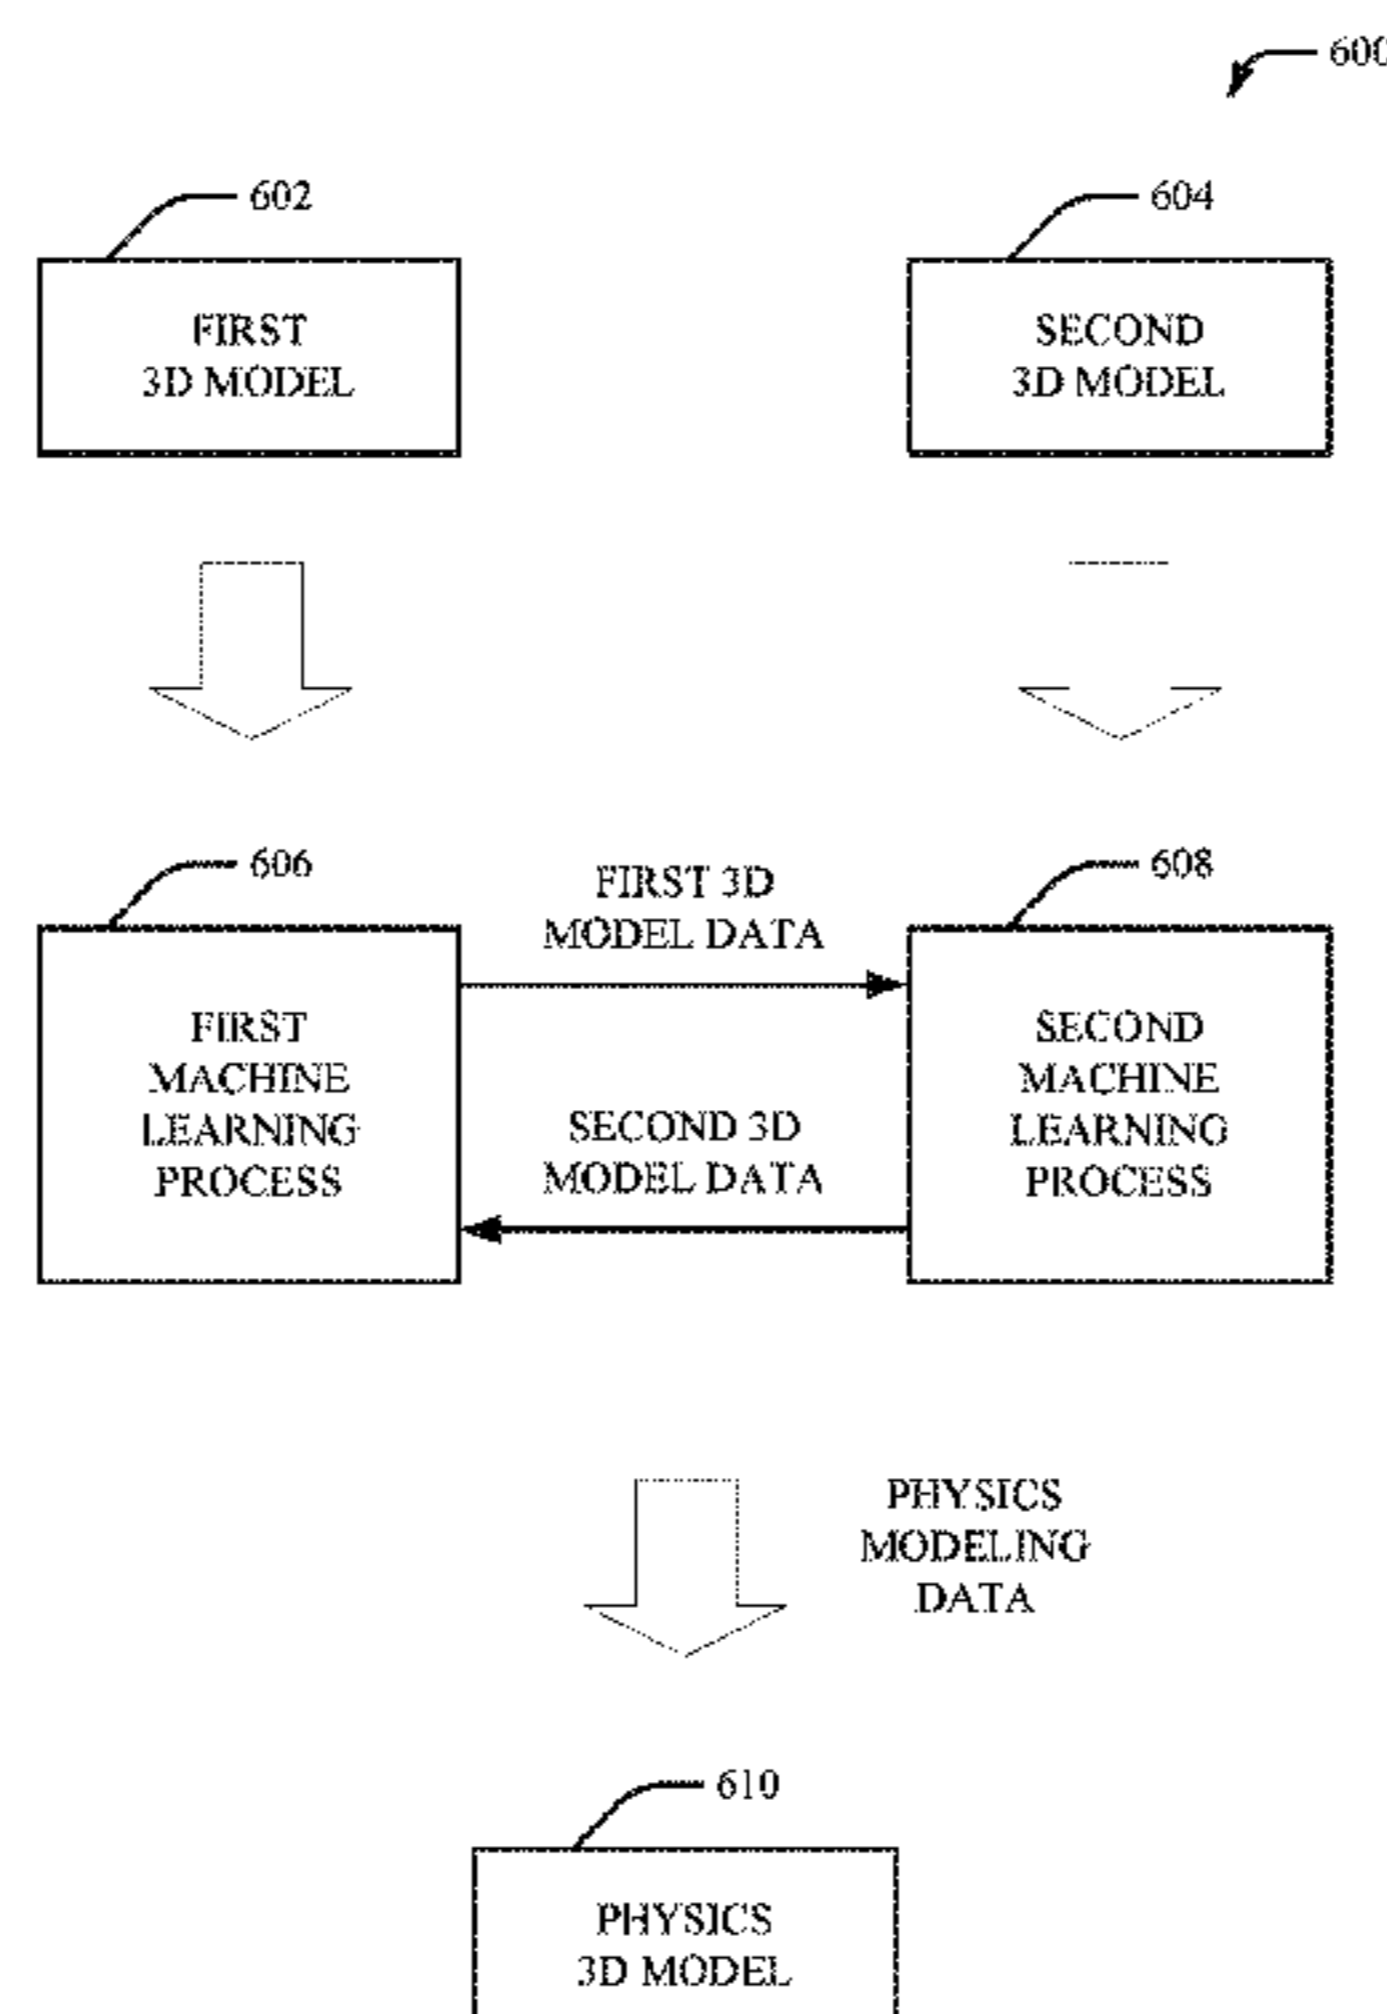 600
602
604
FIRST
3D MODEL
SECOND
3D MODEL
606
608
FIRST 3D
MODEL DATA
FIRST
MACHINE
LEARNING
PROCESS
SECOND 3D
MODEL DATA
SECOND
MACHINE
LEARNING
PROCESS
PHYSICS
MODELING
DATA
610
PHYSICS
3D MODEL